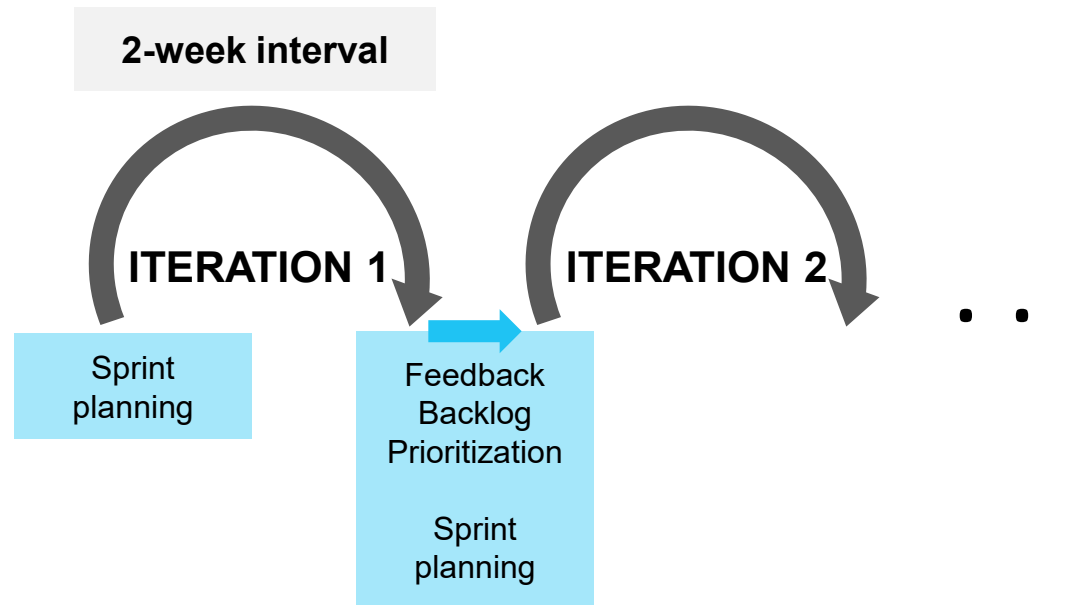 2-week interval
ITERATION 1
ITERATION 2
. .
Sprint
planning
Feedback
Backlog
Prioritization
Sprint
planning